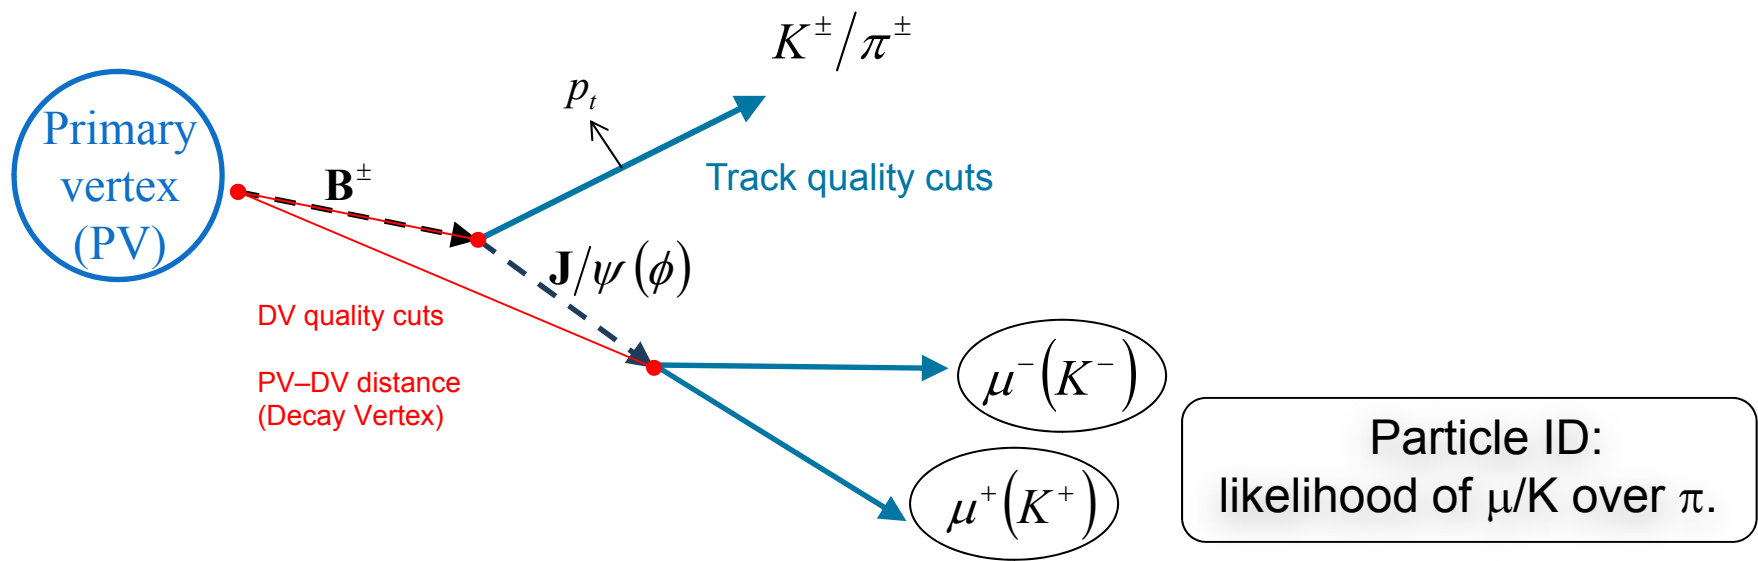 K±/π±
p_t
Primary
vertex
(PV)
B±
Track quality cuts
J/ψ(ϕ)
DV quality cuts
PV–DV distance
(Decay Vertex)
μ⁻(K⁻)
μ⁺(K⁺)
Particle ID:
likelihood of μ/K over π.